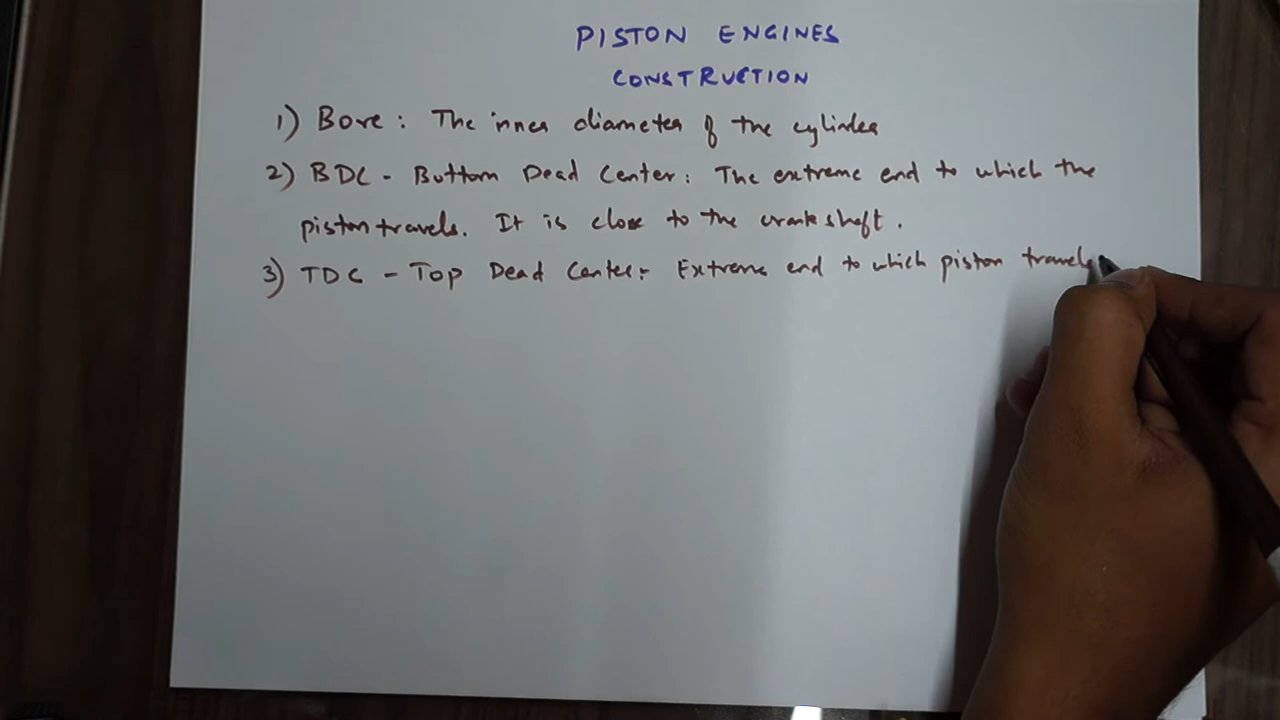 PISTON ENGINES
CONSTRUCTION
1) Bore : The inner diameter of the cylinder
2) BDC - Bottom Dead Center : The extreme end to which the
piston travels. It is close to the crankshaft.
3) TDC - Top Dead Center :- Extreme end to which piston travels